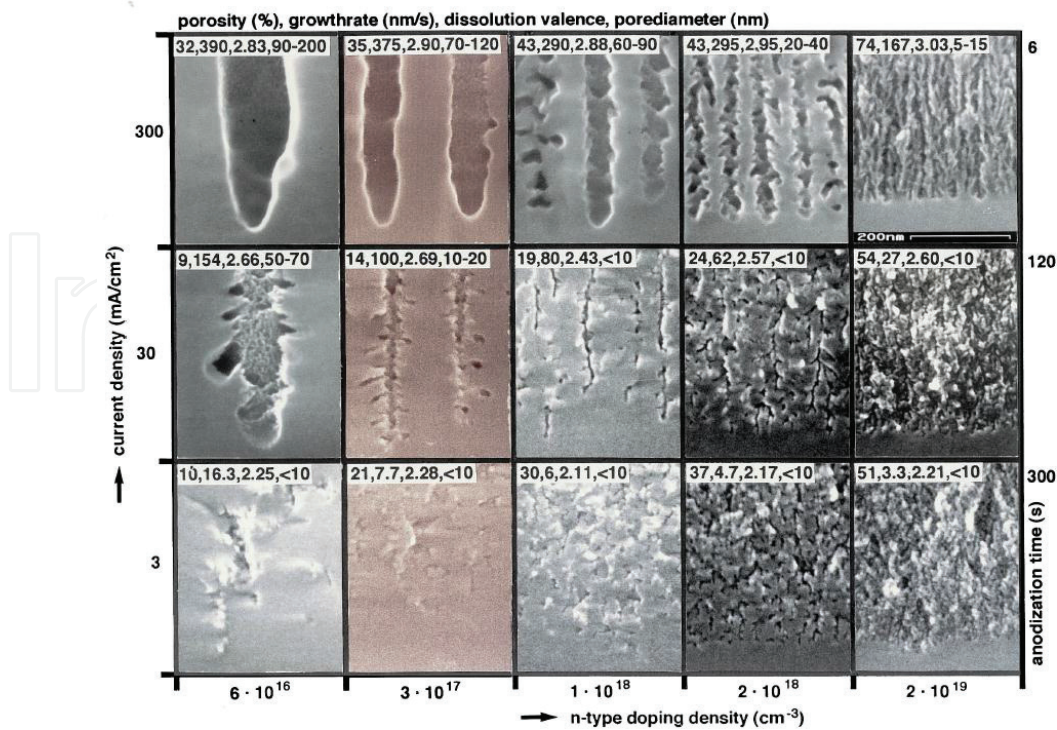 porosity (%), growthrate (nm/s), dissolution valence, porediameter (nm)
32,390,2.83,90-200
35,375,2.90,70-120
43,290,2.88,60-90
43,295,2.95,20-40
74,167,3.03,5-15
6
300
200nm
9,154,2.66,50-70
14,100,2.69,10-20
19,80,2.43,<10
24,62,2.57,<10
54,27,2.60,<10
120
30
current density (mA/cm²)
10,16.3,2.25,<10
21,7.7,2.28,<10
30,6,2.11,<10
37,4.7,2.17,<10
51,3.3,2.21,<10
300
3
anodization time (s)
6 · 10¹⁶
3 · 10¹⁷
1 · 10¹⁸
2 · 10¹⁸
2 · 10¹⁹
n-type doping density (cm⁻³)